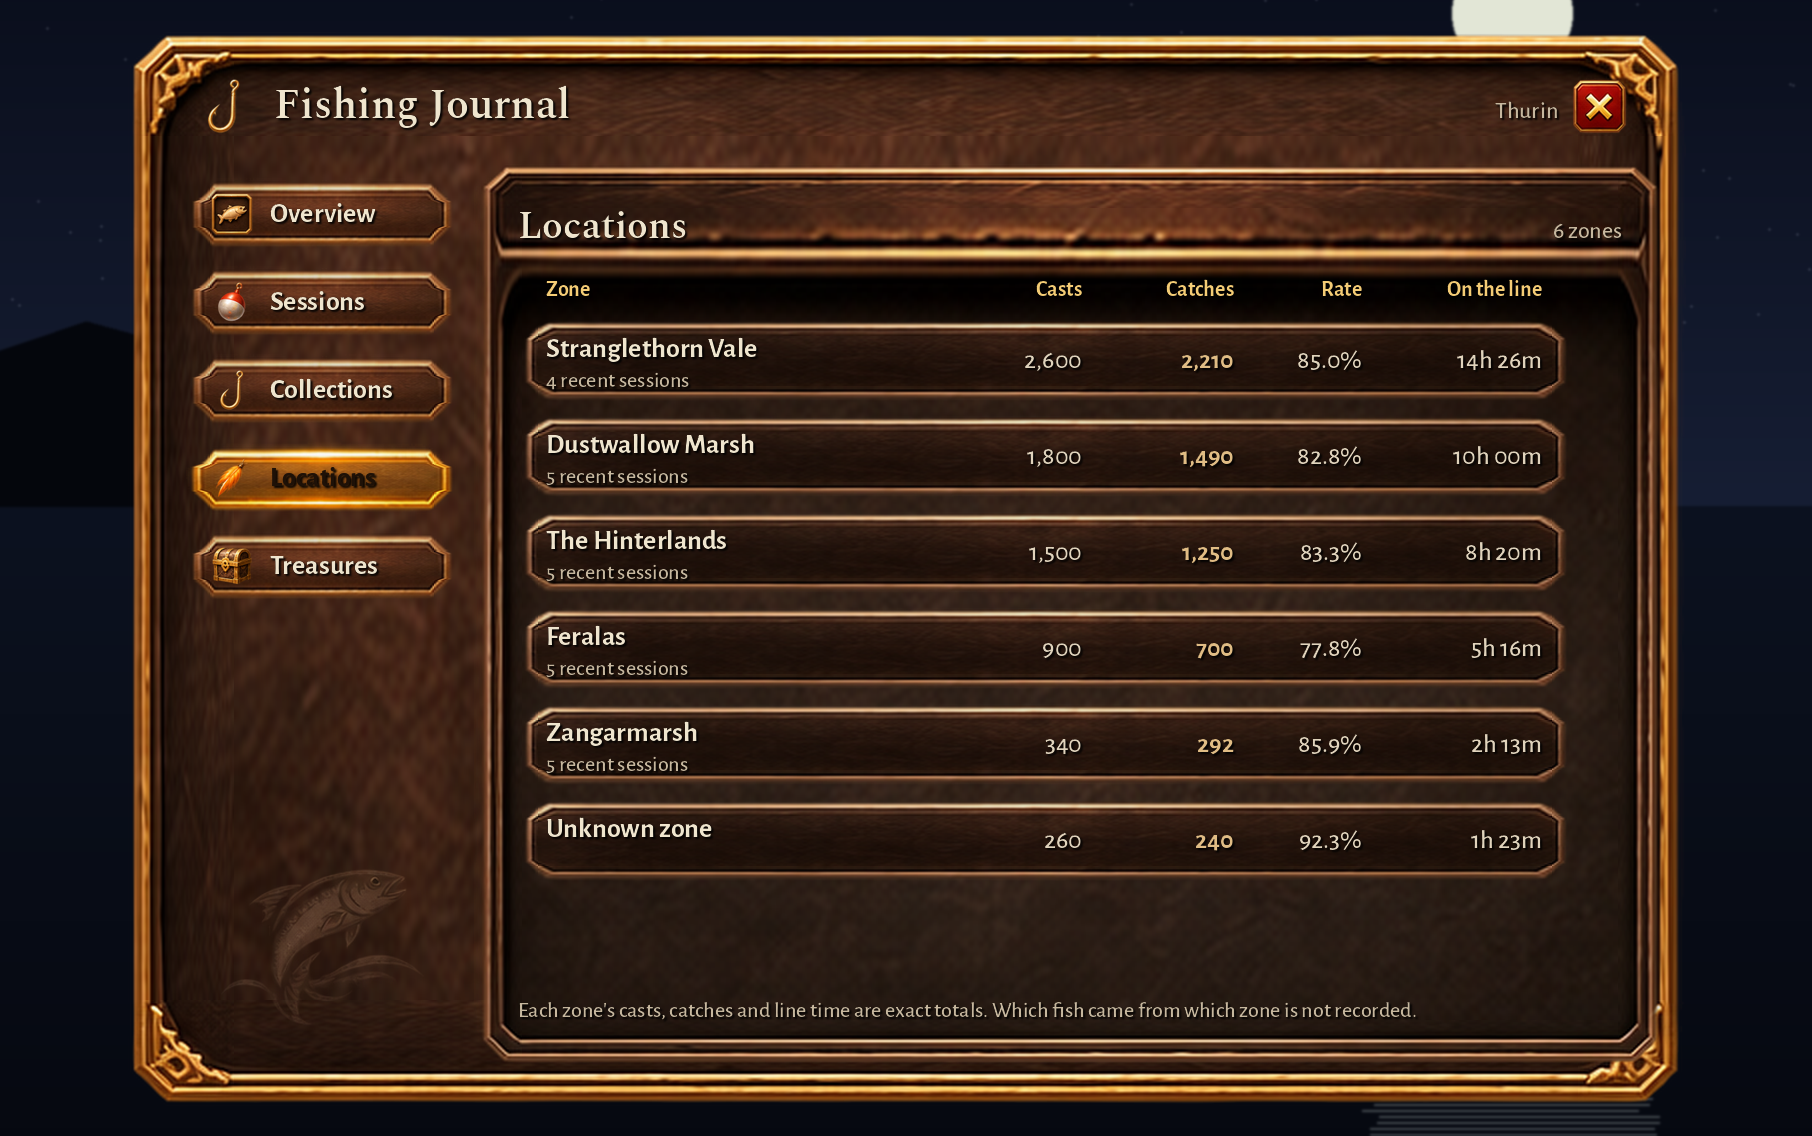 Fishing Journal
Thurin
Overview
Sessions
Collections
Locations
Treasures
Locations
6 zones
Zone Casts Catches Rate On the line
Stranglethorn Vale
4 recent sessions
2,600 2,210 85.0% 14h 26m
Dustwallow Marsh
5 recent sessions
1,800 1,490 82.8% 10h 00m
The Hinterlands
5 recent sessions
1,500 1,250 83.3% 8h 20m
Feralas
5 recent sessions
900 700 77.8% 5h 16m
Zangarmarsh
5 recent sessions
340 292 85.9% 2h 13m
Unknown zone
260 240 92.3% 1h 23m
Each zone's casts, catches and line time are exact totals. Which fish came from which zone is not recorded.